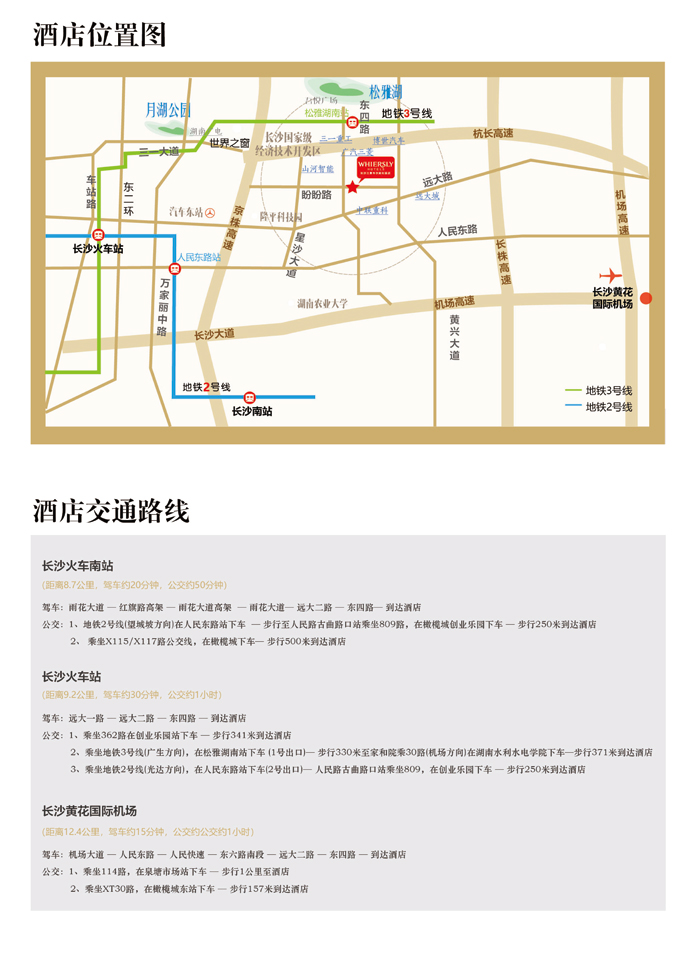 酒店位置图
月湖公园
松雅湖
松雅湖南站
东四路
地铁3号线
世界之窗
长沙国家级
经济技术开发区
三一重工
博世汽车
广汽三菱
杭长高速
三一大道
山河智能
WHIERSLY
远大路
远大城
车站路
东二环
盼盼路
中联重科
机场高速
汽车东站
京株高速
隆平科技园
星沙大道
人民东路
长株高速
长沙火车站
人民东路站
万家丽中路
湖南农业大学
机场高速
长沙黄花
国际机场
黄兴大道
长沙大道
地铁2号线
长沙南站
地铁3号线
地铁2号线
酒店交通路线
长沙火车南站
(距离8.7公里，驾车约20分钟，公交约50分钟)
驾车：雨花大道 — 红旗路高架 — 雨花大道高架 — 雨花大道— 远大二路 — 东四路— 到达酒店
公交：1、地铁2号线(望城坡方向)在人民东路站下车 — 步行至人民路古曲路口站乘坐809路，在橄榄城创业乐园下车 — 步行250米到达酒店
2、 乘坐X115/X117路公交线，在橄榄城下车— 步行500米到达酒店
长沙火车站
(距离9.2公里，驾车约30分钟，公交约1小时)
驾车：远大一路 — 远大二路 — 东四路 — 到达酒店
公交：1、乘坐362路在创业乐园站下车 — 步行341米到达酒店
2、乘坐地铁3号线(广生方向)，在松雅湖南站下车 (1号出口)— 步行330米至家和院乘30路(机场方向)在湖南水利水电学院下车—步行371米到达酒店
3、乘坐地铁2号线(光达方向)，在人民东路站下车(2号出口)— 人民路古曲路口站乘坐809，在创业乐园下车 — 步行250米到达酒店
长沙黄花国际机场
(距离12.4公里，驾车约15分钟，公交约公交约1小时)
驾车：机场大道 — 人民东路 — 人民快速 — 东六路南段 — 远大二路 — 东四路 — 到达酒店
公交：1、乘坐114路，在泉塘市场站下车 — 步行1公里至酒店
2、乘坐XT30路，在橄榄城东站下车 — 步行157米到达酒店